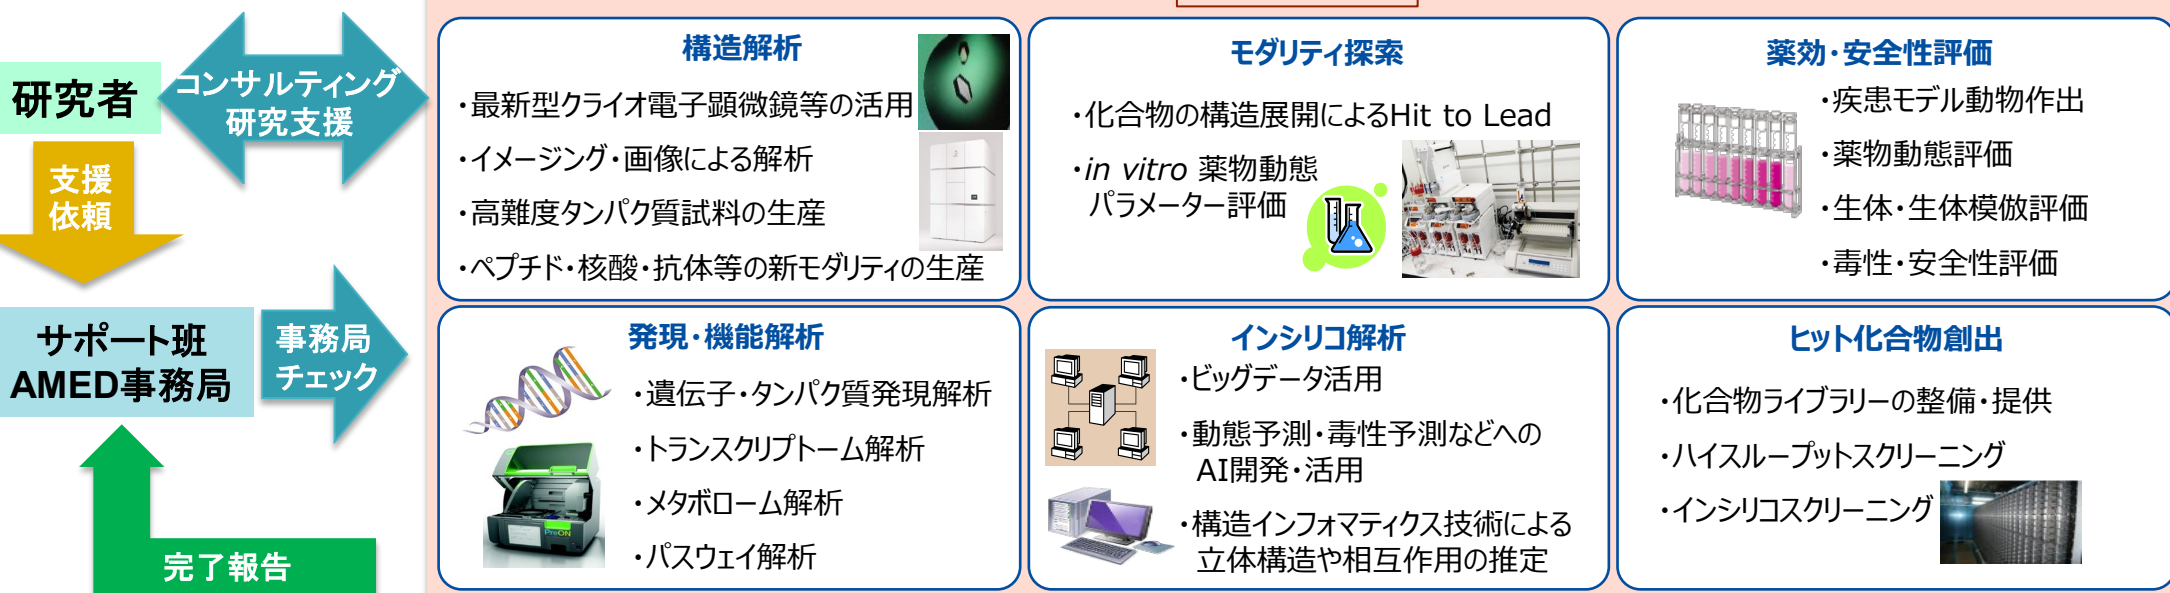 研究者
コンサルティング
研究支援
支援
依頼
サポート班
AMED事務局
事務局
チェック
完了報告
構造解析
・最新型クライオ電子顕微鏡等の活用
・イメージング・画像による解析
・高難度タンパク質試料の生産
・ペプチド・核酸・抗体等の新モダリティの生産
モダリティ探索
・化合物の構造展開によるHit to Lead
・in vitro 薬物動態
パラメーター評価
薬効・安全性評価
・疾患モデル動物作出
・薬物動態評価
・生体・生体模倣評価
・毒性・安全性評価
発現・機能解析
・遺伝子・タンパク質発現解析
・トランスクリプトーム解析
・メタボローム解析
・パスウェイ解析
PreON
インシリコ解析
・ビッグデータ活用
・動態予測・毒性予測などへの
AI開発・活用
・構造インフォマティクス技術による
立体構造や相互作用の推定
ヒット化合物創出
・化合物ライブラリーの整備・提供
・ハイスループットスクリーニング
・インシリコスクリーニング